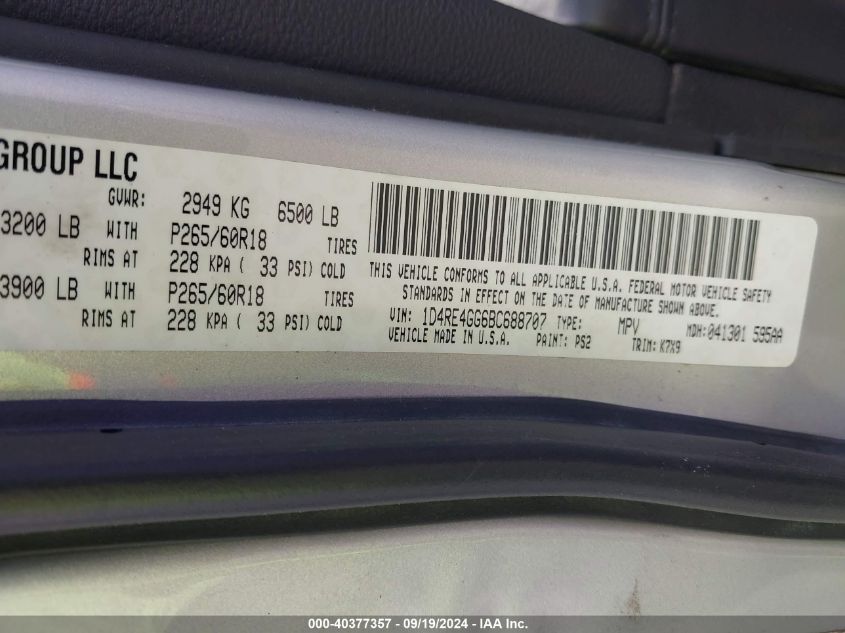 GROUP LLC
GVWR: 2949 KG 6500 LB
3200 LB WITH P265/60R18 TIRES
RIMS AT 228 KPA ( 33 PSI) COLD
3900 LB WITH P265/60R18 TIRES
RIMS AT 228 KPA ( 33 PSI) COLD
THIS VEHICLE CONFORMS TO ALL APPLICABLE U.S.A. FEDERAL MOTOR VEHICLE SAFETY
STANDARDS IN EFFECT ON THE DATE OF MANUFACTURE SHOWN ABOVE.
VIN: 1D4RE4GG6BC688707 TYPE: MPV MDH: 041301 595AA
VEHICLE MADE IN U.S.A. PAINT: PS2 TRIM: K7X9
000-40377357 - 09/19/2024 - IAA Inc.